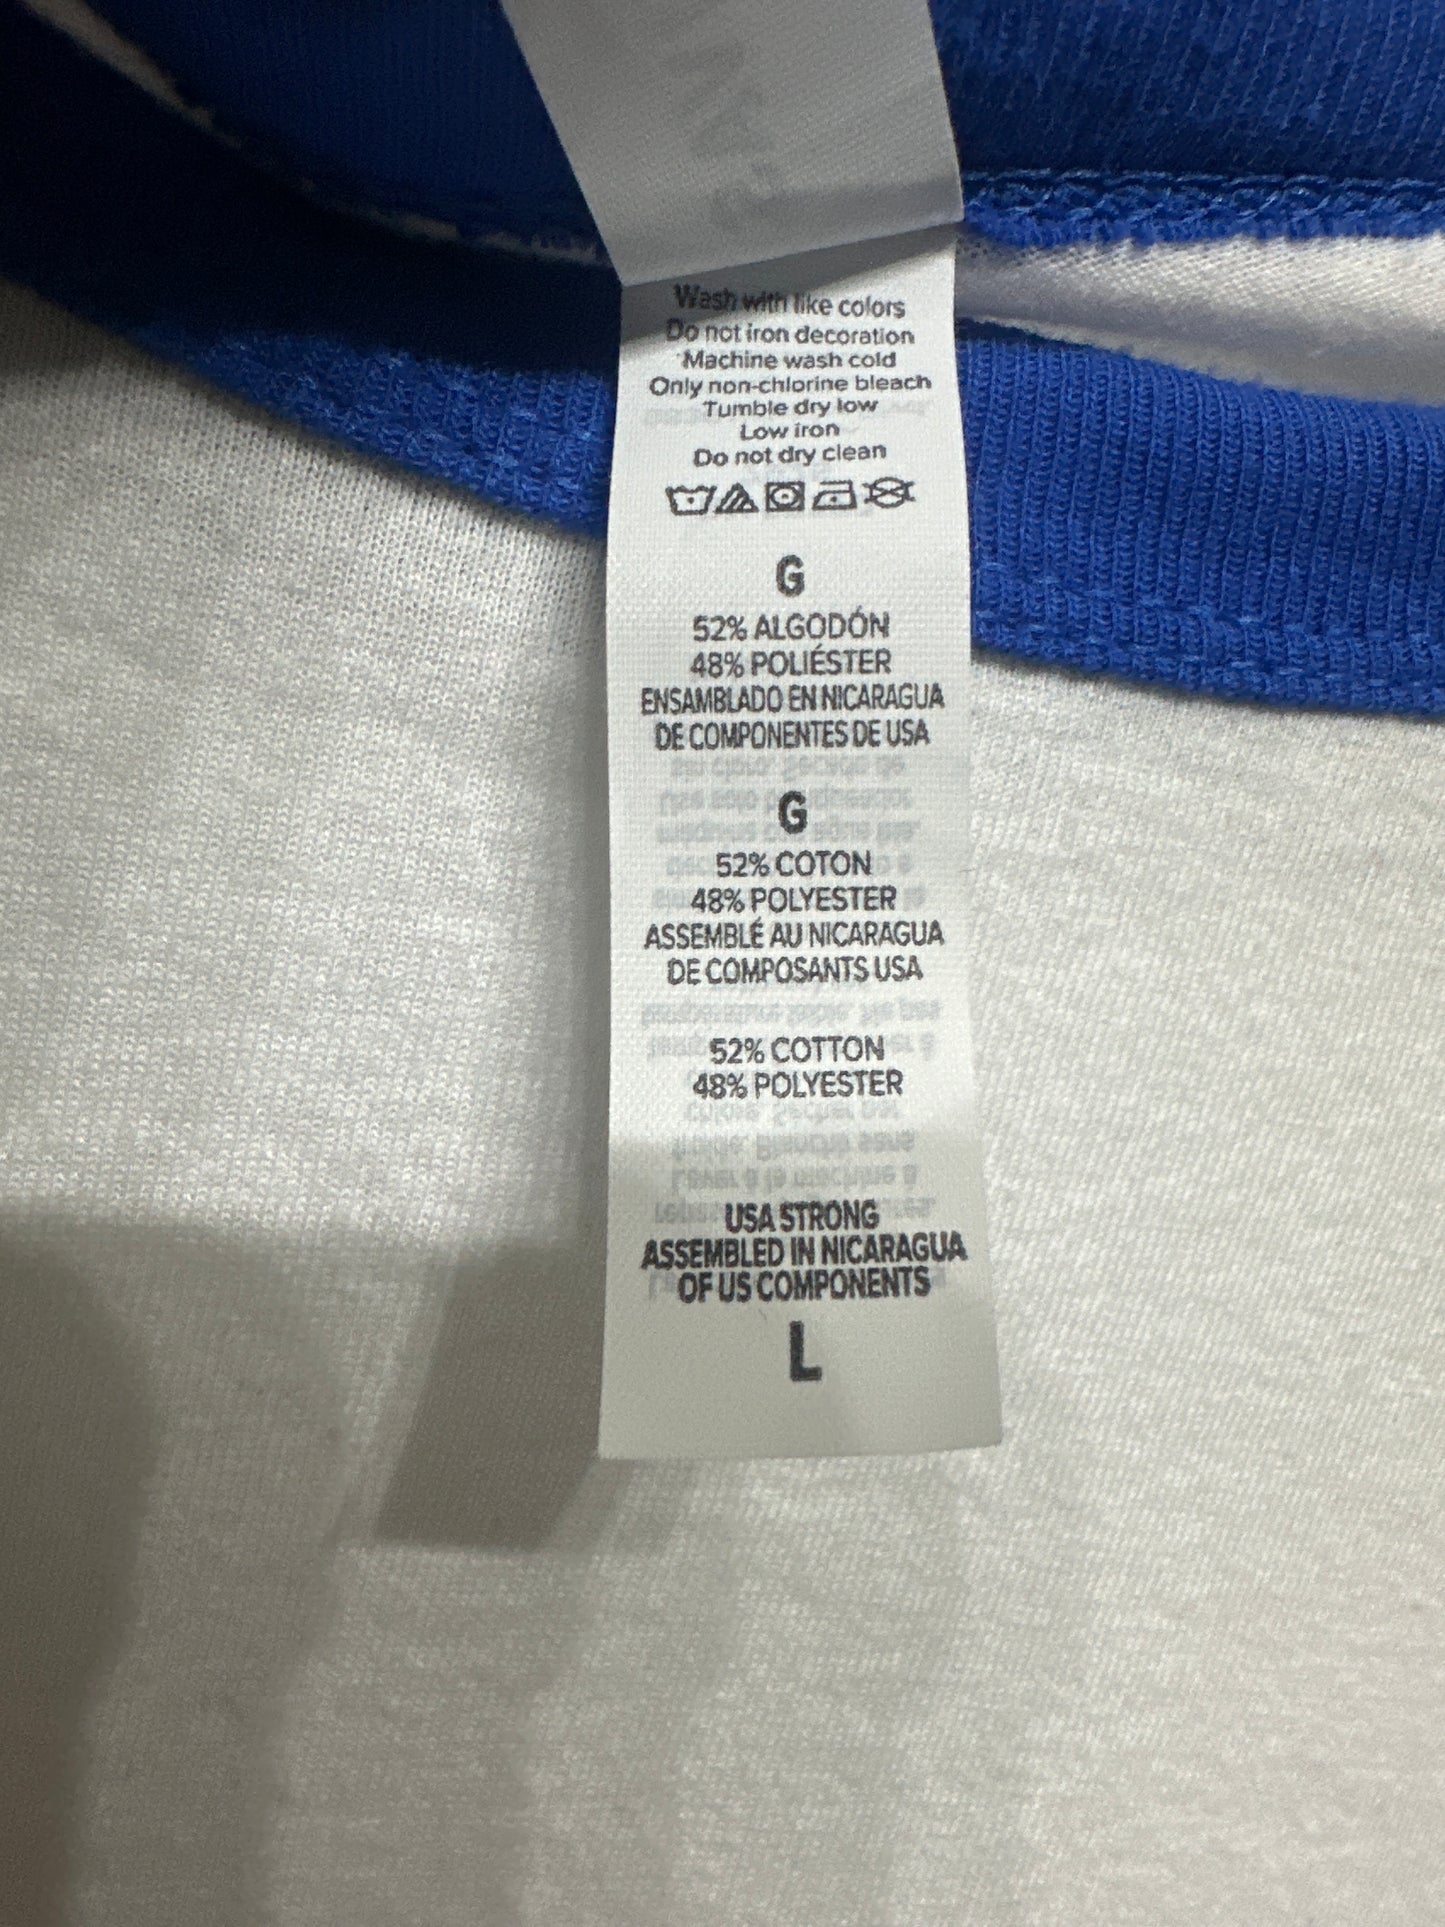 Wash with like colors
Do not iron decoration
Machine wash cold
Only non-chlorine bleach
Tumble dry low
Low iron
Do not dry clean
G
52% ALGODÓN
48% POLIÉSTER
ENSAMBLADO EN NICARAGUA
DE COMPONENTES DE USA
G
52% COTON
48% POLYESTER
ASSEMBLÉ AU NICARAGUA
DE COMPOSANTS USA
52% COTTON
48% POLYESTER
USA STRONG
ASSEMBLED IN NICARAGUA
OF US COMPONENTS
L